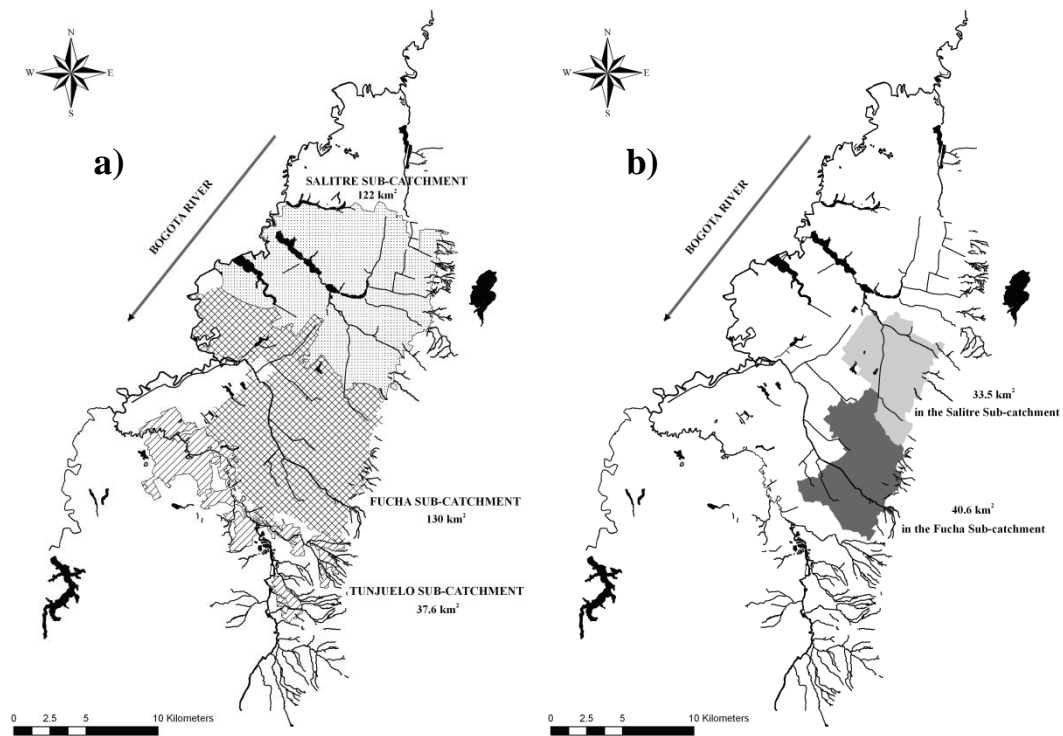 N
W E
S
a)
BOGOTA RIVER
SALITRE SUB-CATCHMENT
122 km²
FUCHA SUB-CATCHMENT
130 km²
TUNJUELO SUB-CATCHMENT
37.6 km²
0 2.5 5 10 Kilometers
N
W E
S
b)
BOGOTA RIVER
33.5 km²
in the Salitre Sub-catchment
40.6 km²
in the Fucha Sub-catchment
0 2.5 5 10 Kilometers